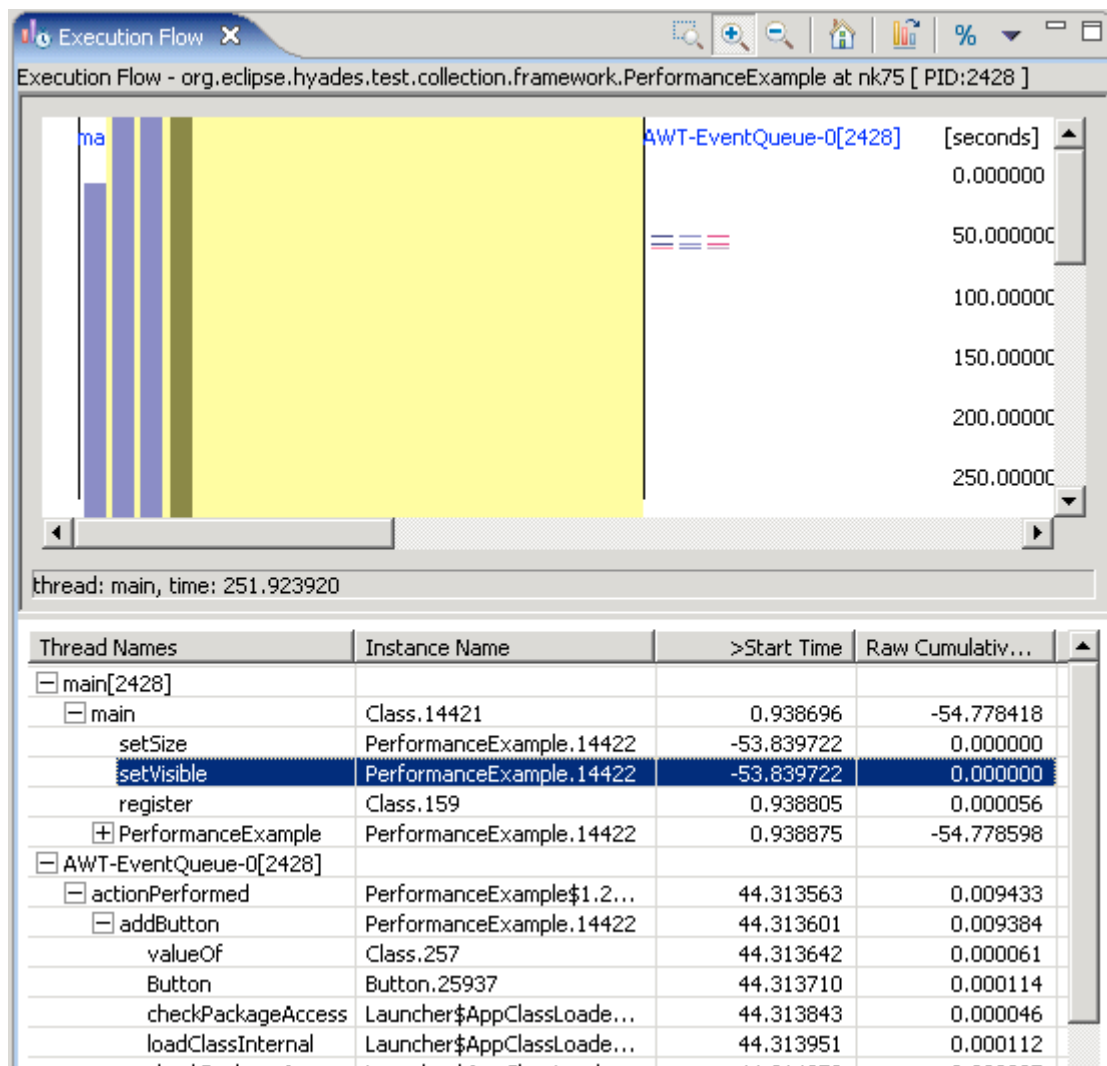 Execution Flow
%
Execution Flow - org.eclipse.hyades.test.collection.framework.PerformanceExample at nk75 [ PID:2428 ]
ma AWT-EventQueue-0[2428] [seconds]
0.000000
50.000000
100.00000
150.00000
200.00000
250.00000
thread: main, time: 251.923920
Thread Names Instance Name >Start Time Raw Cumulativ...
main[2428]
main Class.14421 0.938696 -54.778418
setSize PerformanceExample.14422 -53.839722 0.000000
setVisible PerformanceExample.14422 -53.839722 0.000000
register Class.159 0.938805 0.000056
PerformanceExample PerformanceExample.14422 0.938875 -54.778598
AWT-EventQueue-0[2428]
actionPerformed PerformanceExample$1.2... 44.313563 0.009433
addButton PerformanceExample.14422 44.313601 0.009384
valueOf Class.257 44.313642 0.000061
Button Button.25937 44.313710 0.000114
checkPackageAccess Launcher$AppClassLoade... 44.313843 0.000046
loadClassInternal Launcher$AppClassLoade... 44.313951 0.000112